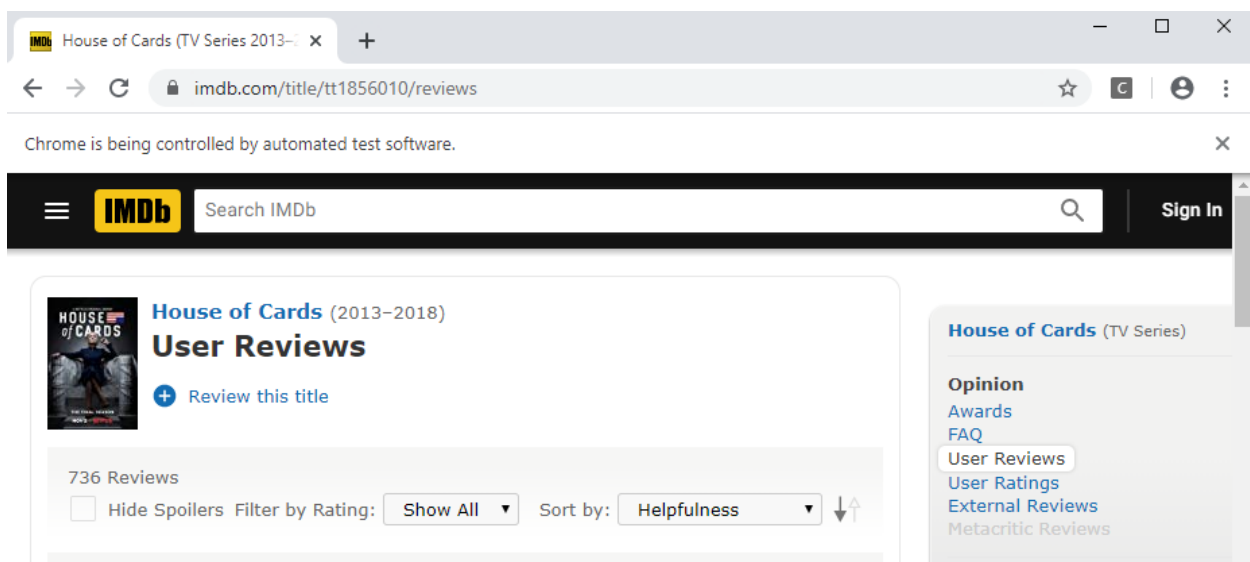 IMDb House of Cards (TV Series 2013–
imdb.com/title/tt1856010/reviews
C
Chrome is being controlled by automated test software.
IMDb
Search IMDb
Sign In
HOUSE
of CARDS
House of Cards (2013–2018)
User Reviews
Review this title
736 Reviews
Hide Spoilers Filter by Rating: Show All Sort by: Helpfulness
House of Cards (TV Series)
Opinion
Awards
FAQ
User Reviews
User Ratings
External Reviews
Metacritic Reviews